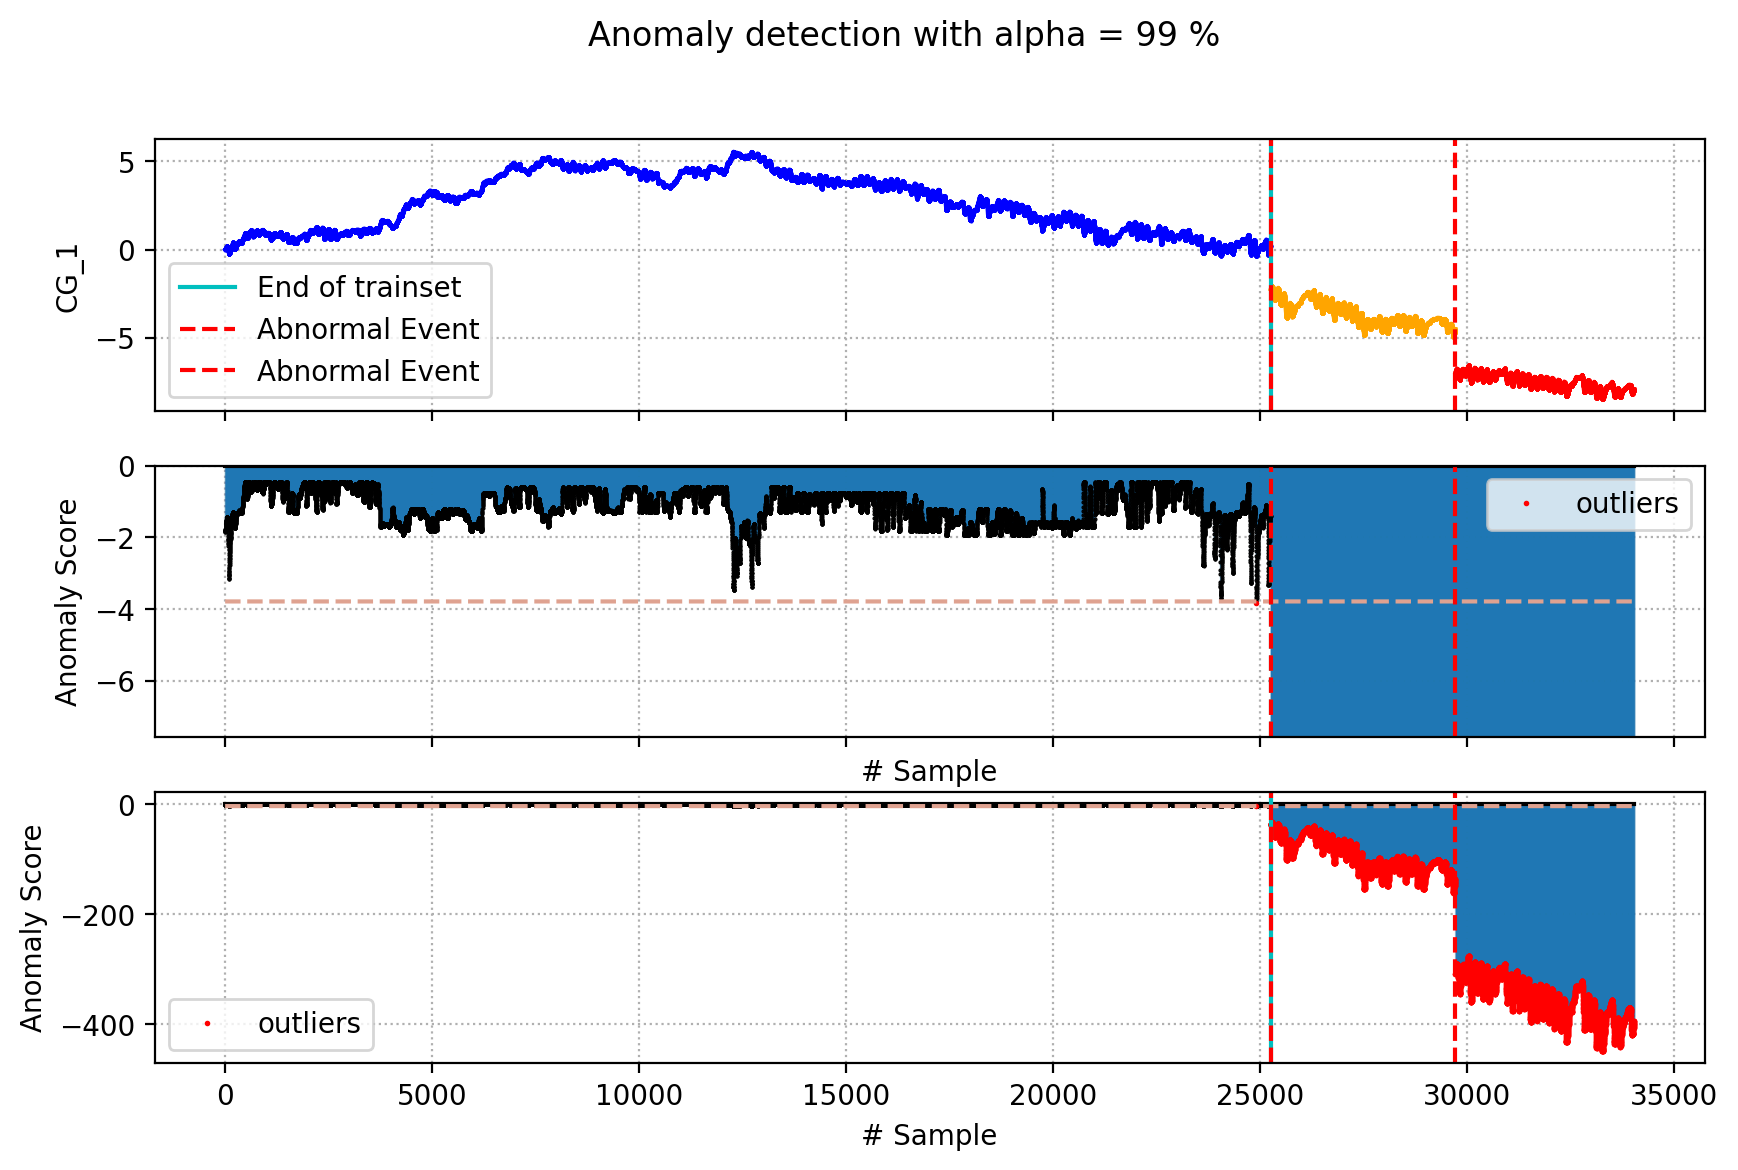 Anomaly detection with alpha = 99 %
CG_1
5
0
−5
End of trainset
Abnormal Event
Abnormal Event
Anomaly Score
0
−2
−4
−6
outliers
# Sample
Anomaly Score
0
−200
−400
outliers
0 5000 10000 15000 20000 25000 30000 35000
# Sample